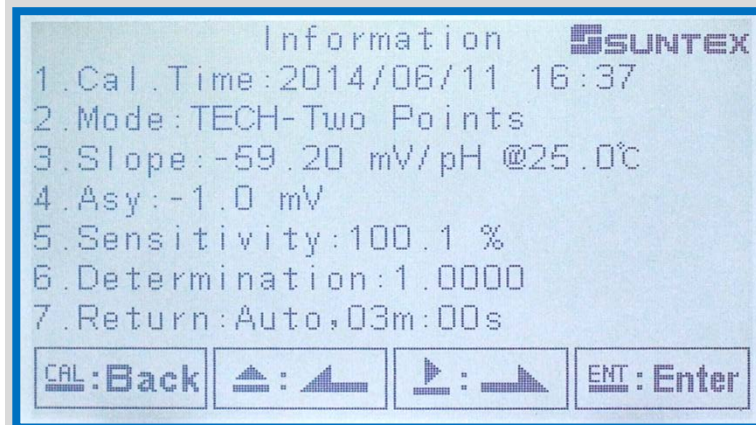 Information SUNTEX
1.Cal.Time:2014/06/11 16:37
2.Mode:TECH-Two Points
3.Slope:-59.20 mV/pH @25.0℃
4.Asy:-1.0 mV
5.Sensitivity:100.1 %
6.Determination:1.0000
7.Return:Auto,03m:00s
CAL:Back ENT:Enter